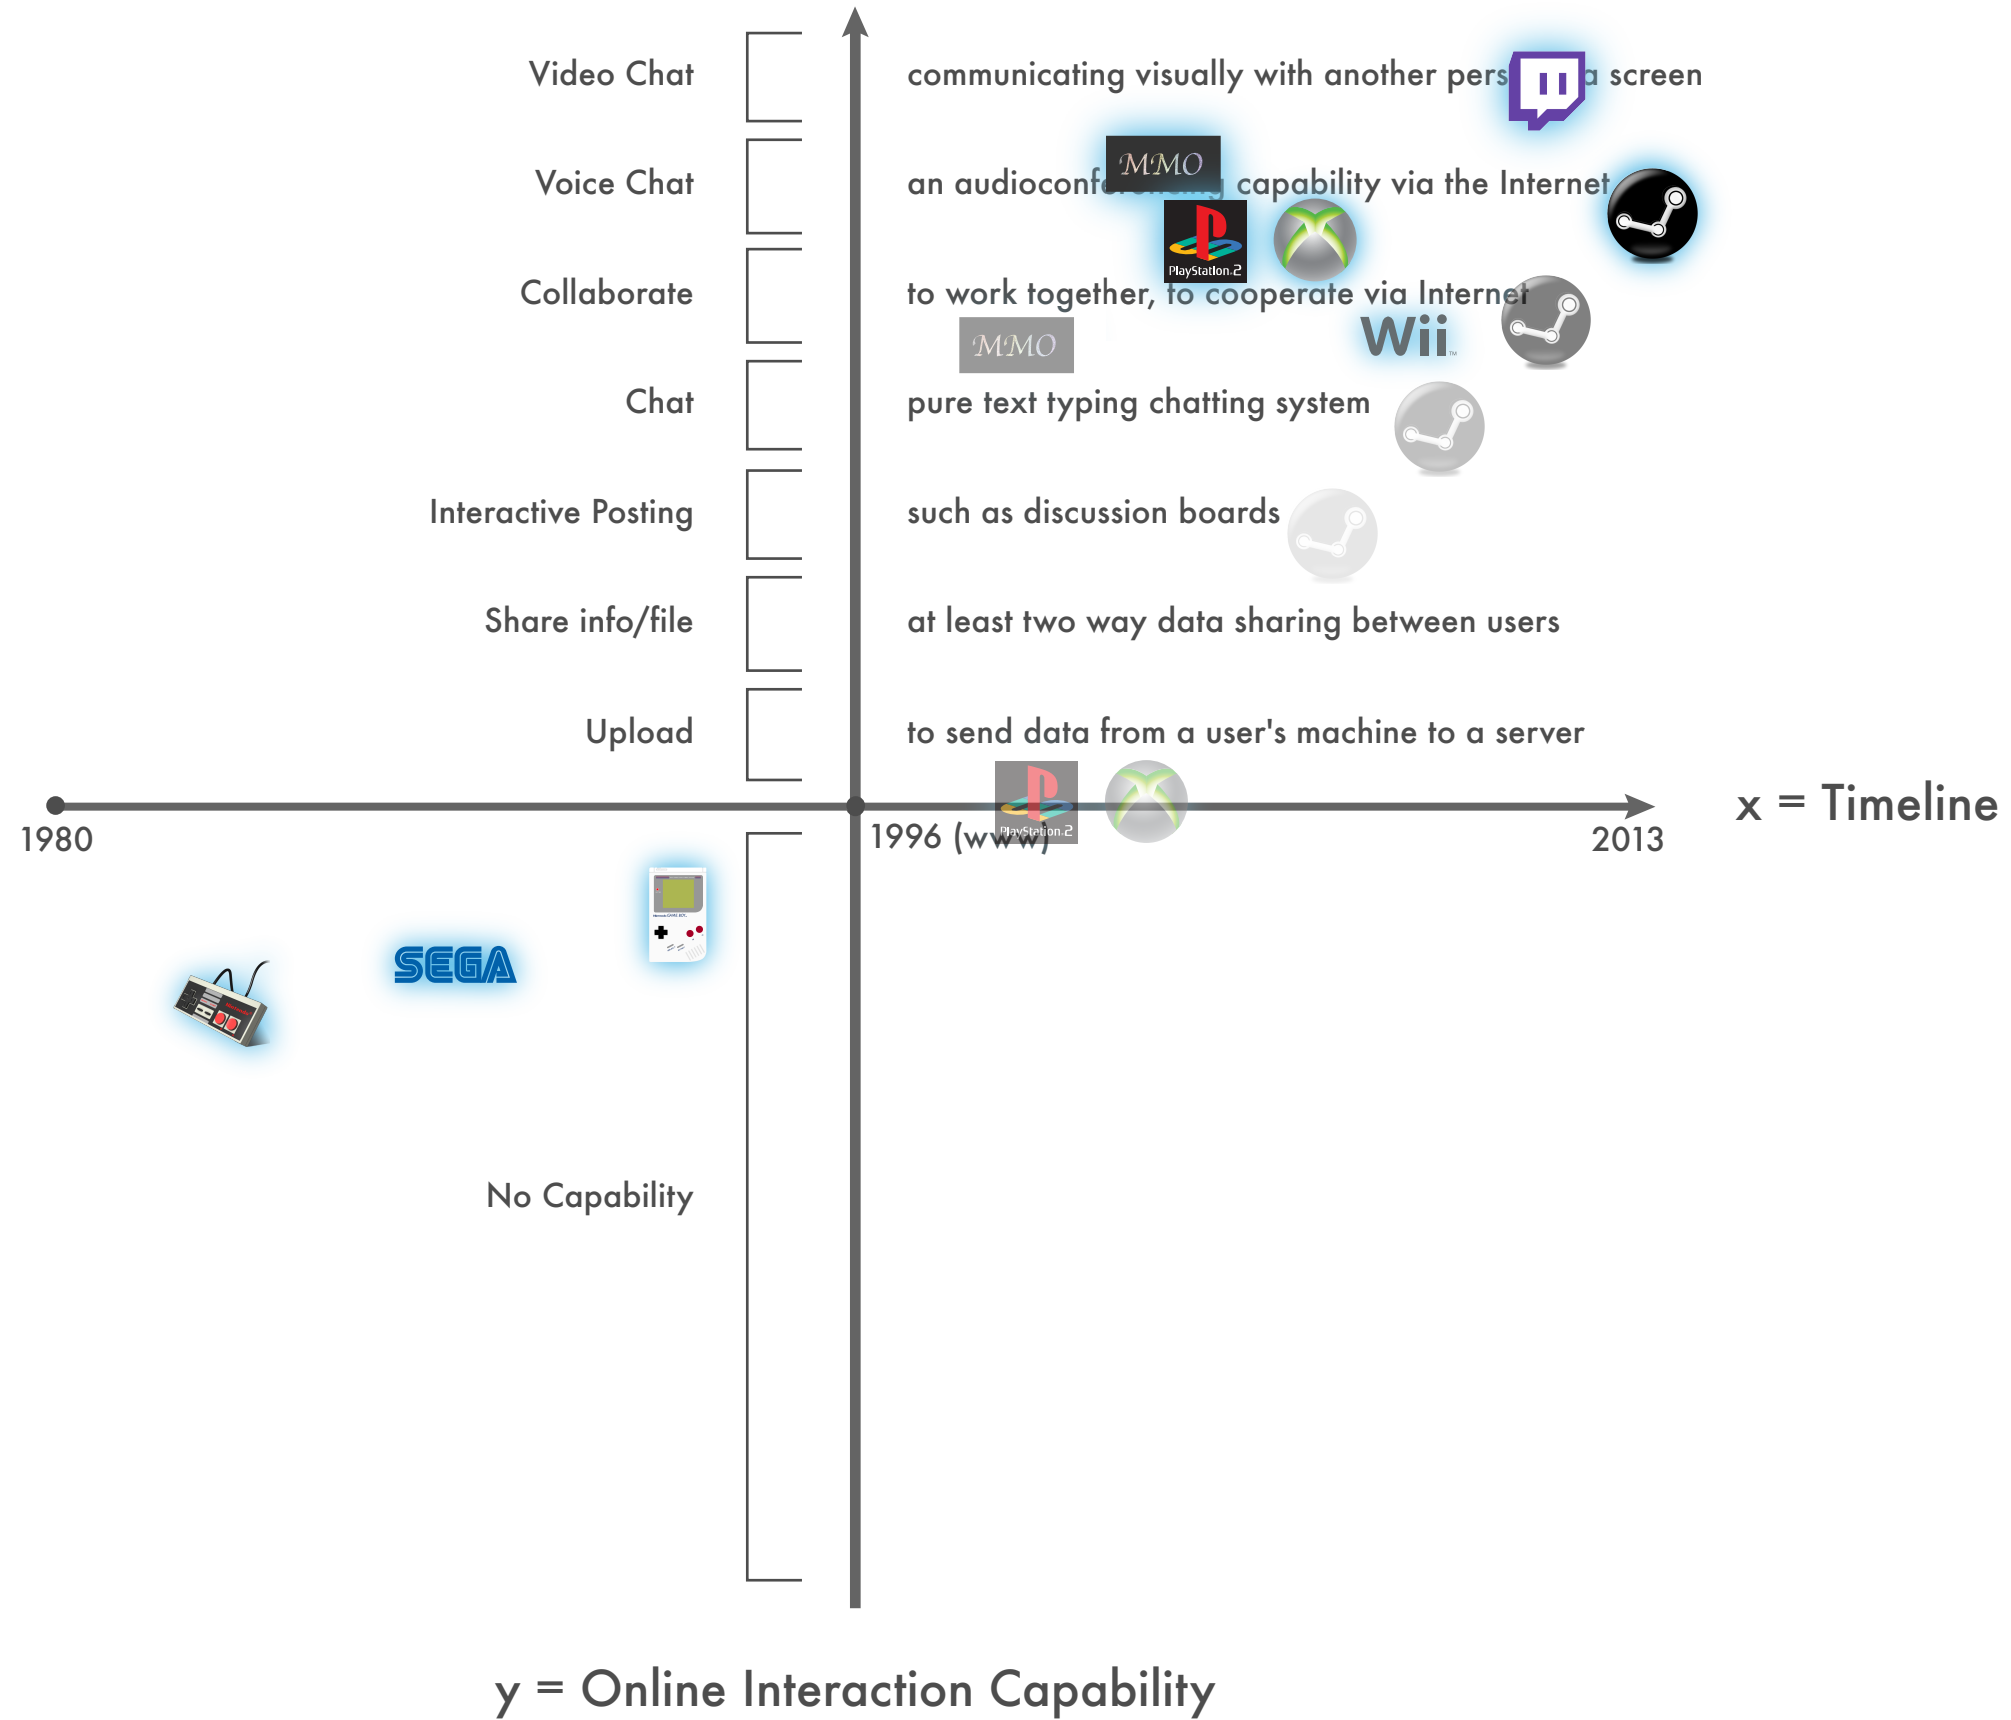 Video Chat
communicating visually with another pers a screen
MMO
Voice Chat
an audioconferencing capability via the Internet
PlayStation.2
Collaborate
to work together, to cooperate via Internet
MMO
Wii™
Chat
pure text typing chatting system
Interactive Posting
such as discussion boards
Share info/file
at least two way data sharing between users
Upload
to send data from a user's machine to a server
PlayStation.2
x = Timeline
1980
1996 (www)
2013
SEGA
No Capability
y = Online Interaction Capability